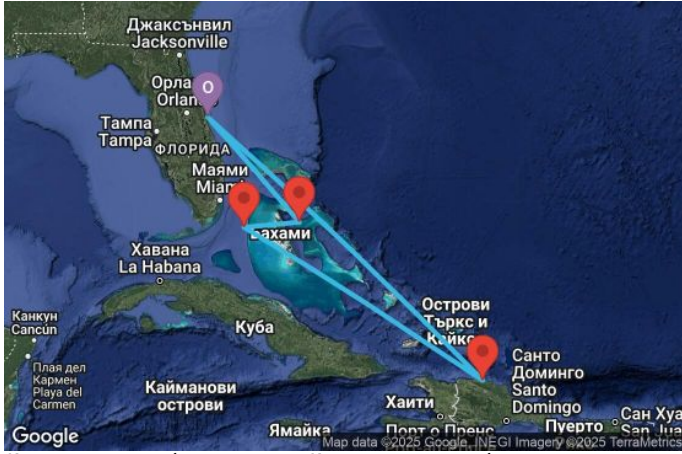 Джаксънвил
Jacksonville
Орла
Orlan
О
Тампа
Tampa
ФЛОРИДА
Маями
Miami
Бахами
Хавана
La Habana
Канкун
Cancún
Куба
Острови
Търкс и
Кайкос
Плая дел
Кармен
Playa del
Carmen
Кайманови
острови
Санто
Доминго
Santo
Domingo
Хаити
Ямайка
Порт о Пренс
Пуерто
Сан Хуа
San Jua
Google
Map data ©2025 Google, INEGI Imagery ©2025 TerraMetrics